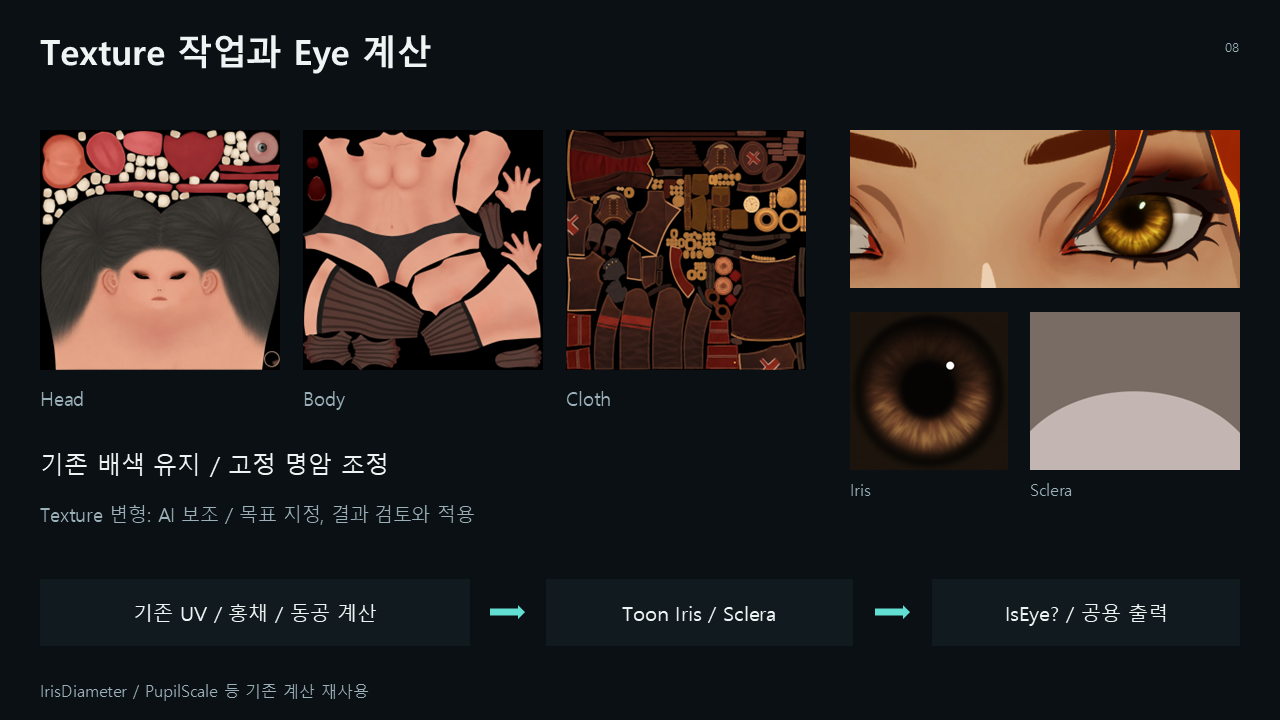 Texture 작업과 Eye 계산
08
Head
Body
Cloth
Iris
Sclera
기존 배색 유지 / 고정 명암 조정
Texture 변형: AI 보조 / 목표 지정, 결과 검토와 적용
기존 UV / 홍채 / 동공 계산
Toon Iris / Sclera
IsEye? / 공용 출력
IrisDiameter / PupilScale 등 기존 계산 재사용